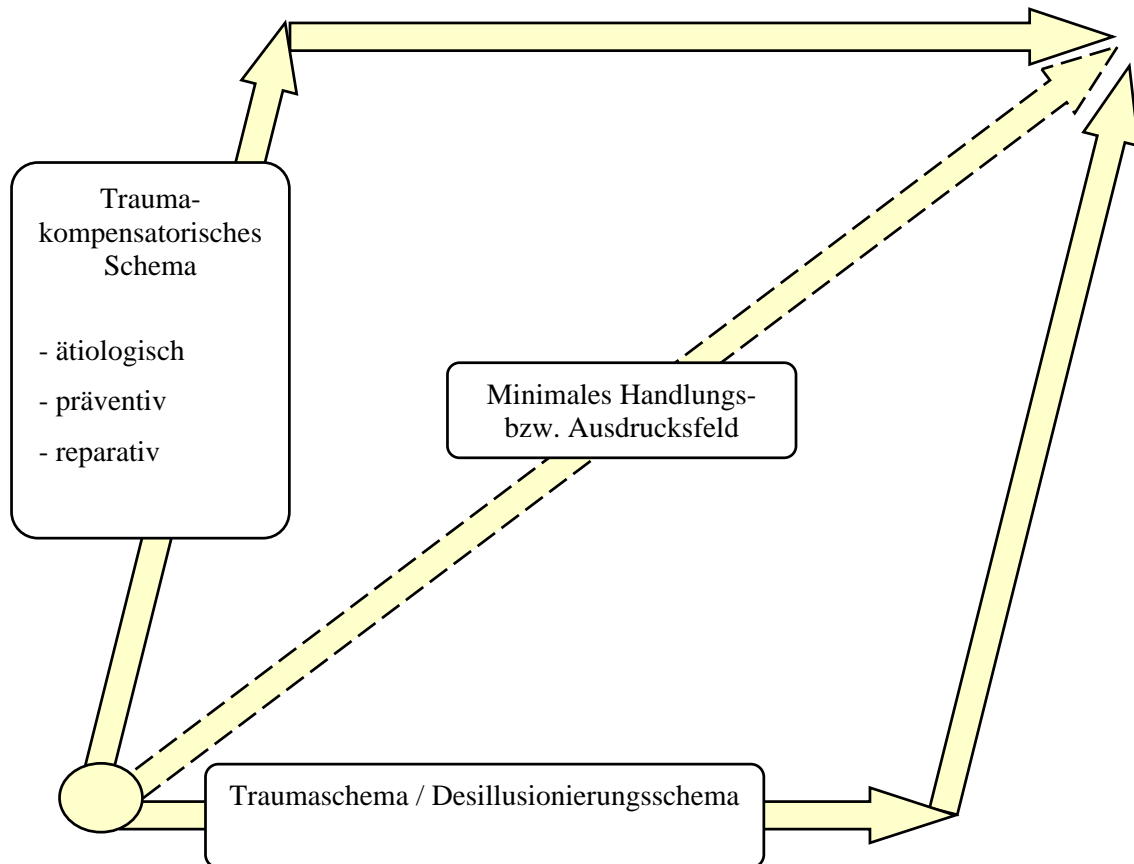 Trauma-
kompensatorisches
Schema
- ätiologisch
- präventiv
- reparativ
Minimales Handlungs-
bzw. Ausdrucksfeld
Traumaschema / Desillusionierungsschema